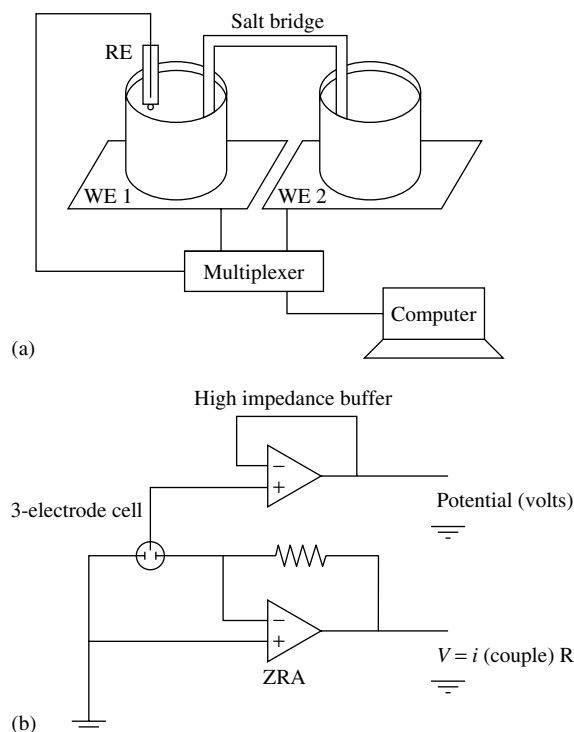 Salt bridge
RE
WE 1
WE 2
Multiplexer
Computer
(a)
High impedance buffer
−
+
Potential (volts)
3-electrode cell
−
+
ZRA
V = i (couple) R
(b)